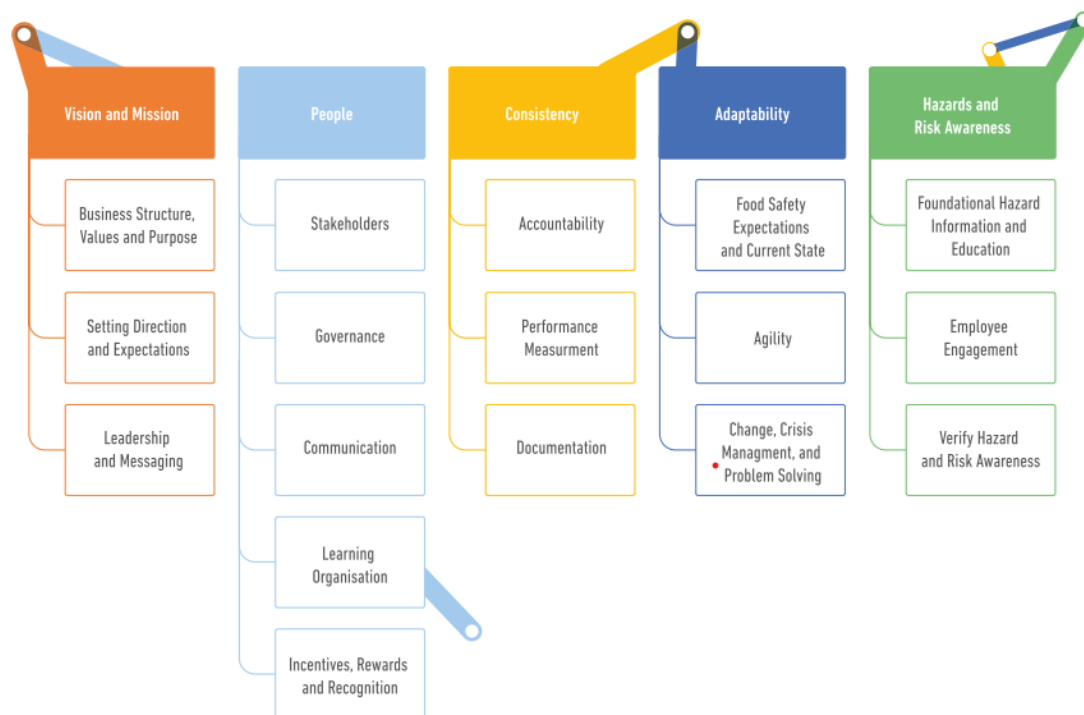 Vision and Mission
Business Structure,
Values and Purpose
Setting Direction
and Expectations
Leadership
and Messaging
People
Stakeholders
Governance
Communication
Learning
Organisation
Incentives, Rewards
and Recognition
Consistency
Accountability
Performance
Measurment
Documentation
Adaptability
Food Safety
Expectations
and Current State
Agility
Change, Crisis
Managment, and
Problem Solving
Hazards and
Risk Awareness
Foundational Hazard
Information and
Education
Employee
Engagement
Verify Hazard
and Risk Awareness